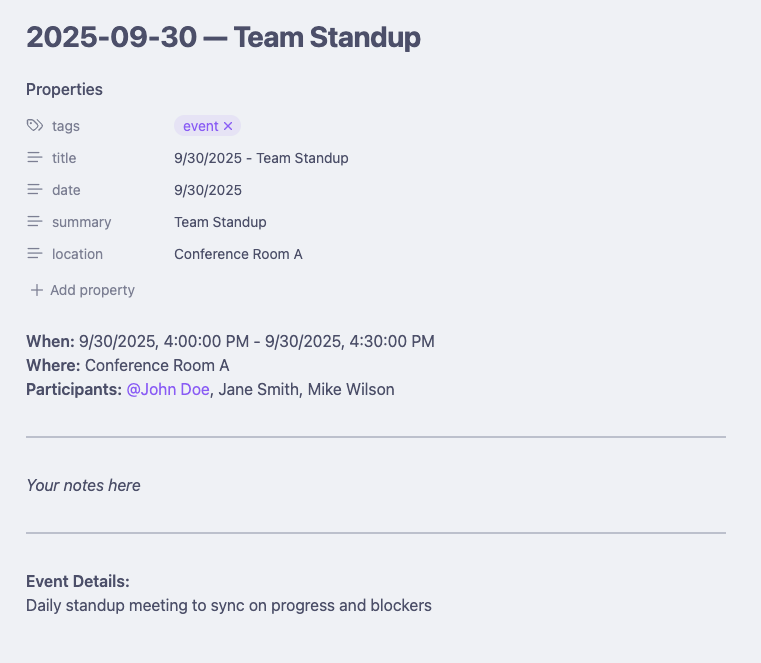 2025-09-30 — Team Standup
Properties
tags event ×
title 9/30/2025 - Team Standup
date 9/30/2025
summary Team Standup
location Conference Room A
+ Add property
When: 9/30/2025, 4:00:00 PM - 9/30/2025, 4:30:00 PM
Where: Conference Room A
Participants: @John Doe, Jane Smith, Mike Wilson
Your notes here
Event Details:
Daily standup meeting to sync on progress and blockers